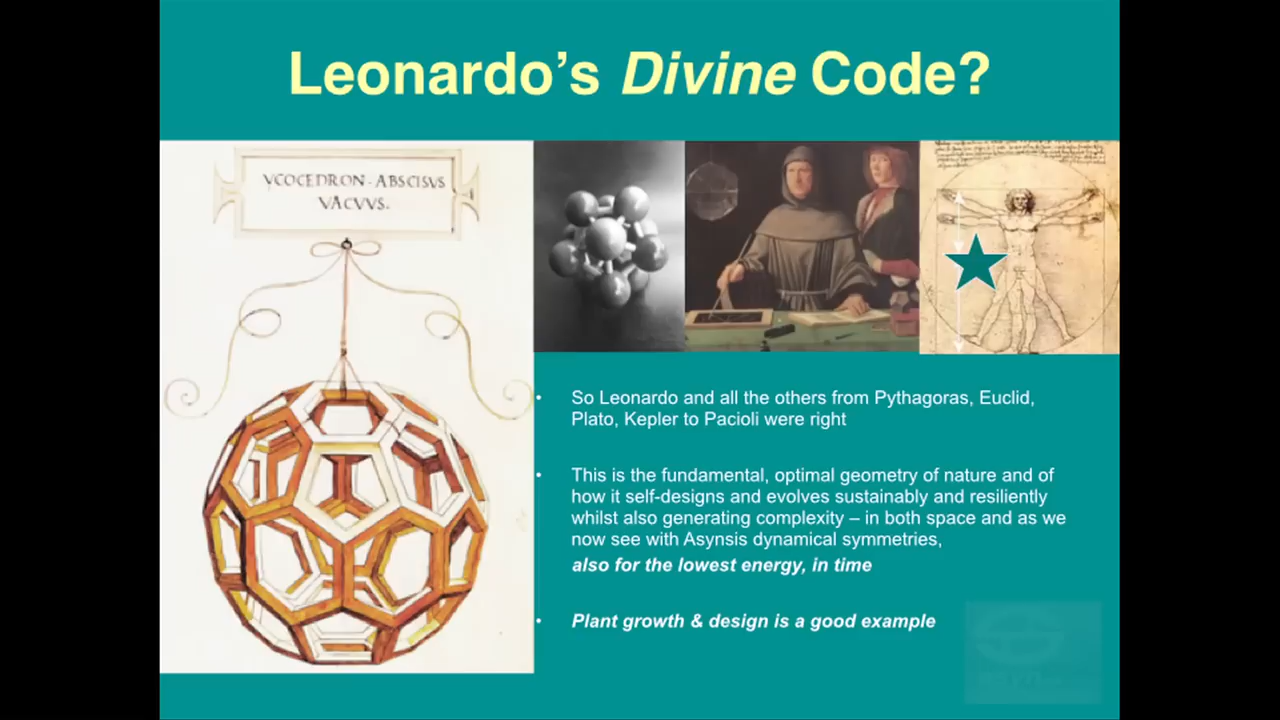 Leonardo's Divine Code?
YCOCEDRON · ABSCISVS
VACVVS.
• So Leonardo and all the others from Pythagoras, Euclid,
Plato, Kepler to Pacioli were right
• This is the fundamental, optimal geometry of nature and of
how it self-designs and evolves sustainably and resiliently
whilst also generating complexity – in both space and as we
now see with Asynsis dynamical symmetries,
also for the lowest energy, in time
• Plant growth & design is a good example